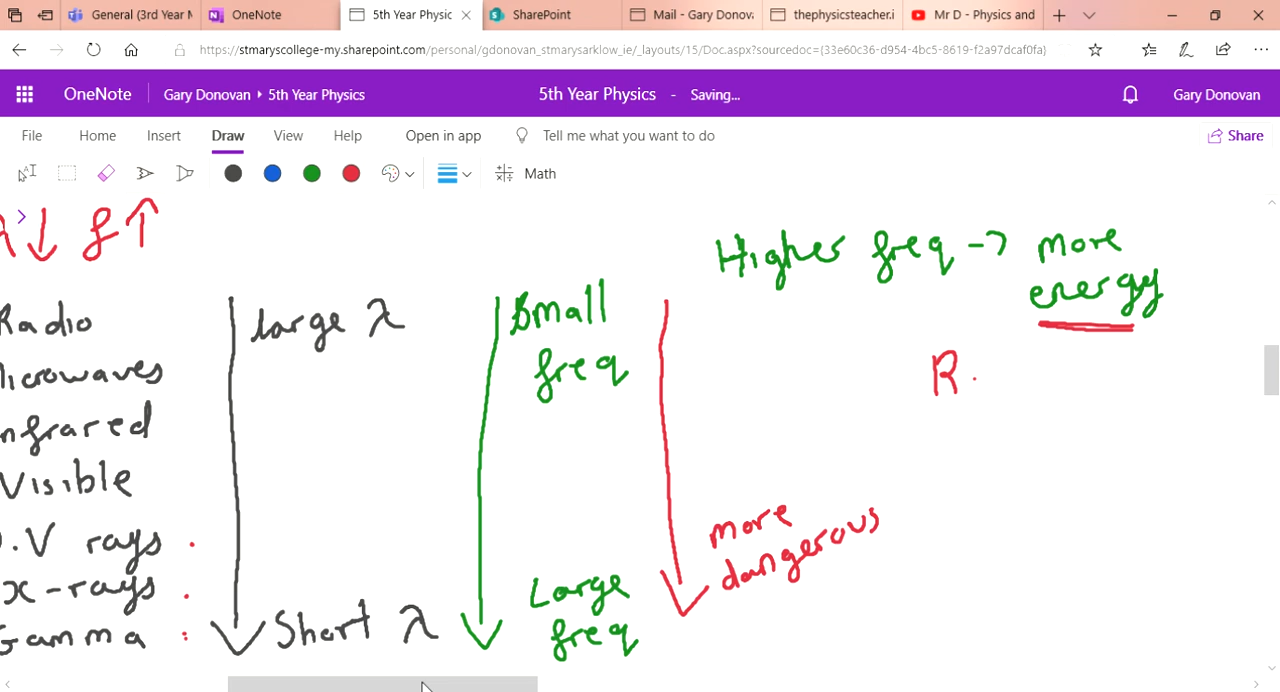 General (3rd Year M
OneNote
5th Year Physic
SharePoint
Mail - Gary Donova
thephysicsteacher.i
Mr D - Physics and
https://stmaryscollege-my.sharepoint.com/personal/gdonovan_stmarysarklow_ie/_layouts/15/Doc.aspx?sourcedoc={33e60c36-d954-4bc5-8619-f2a97dcaf0fa}
OneNote
Gary Donovan ▸ 5th Year Physics
5th Year Physics - Saving...
Gary Donovan
File Home Insert Draw View Help Open in app Tell me what you want to do Share
Math
λ↓ f↑
Higher freq → more
energy
Radio
large λ
Small
freq
R.
Microwaves
Infrared
Visible
U.V rays
more
dangerous
x-rays
Large
freq
Gamma
Short λ